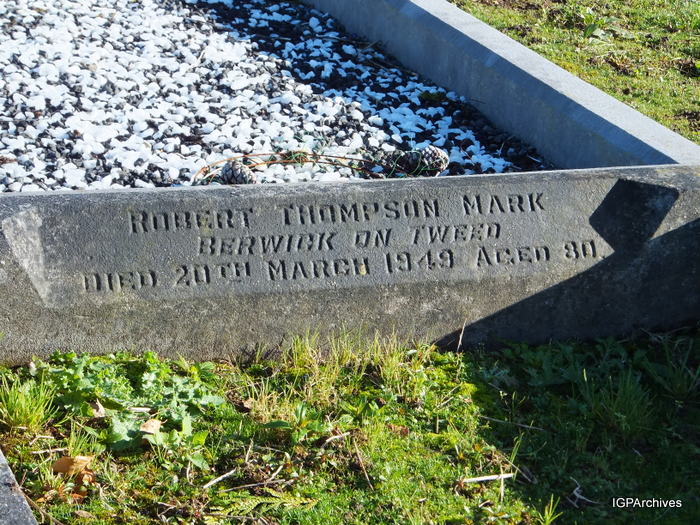 ROBERT THOMPSON MARK
BERWICK ON TWEED
DIED 20TH MARCH 1949 AGED 80.
IGPArchives